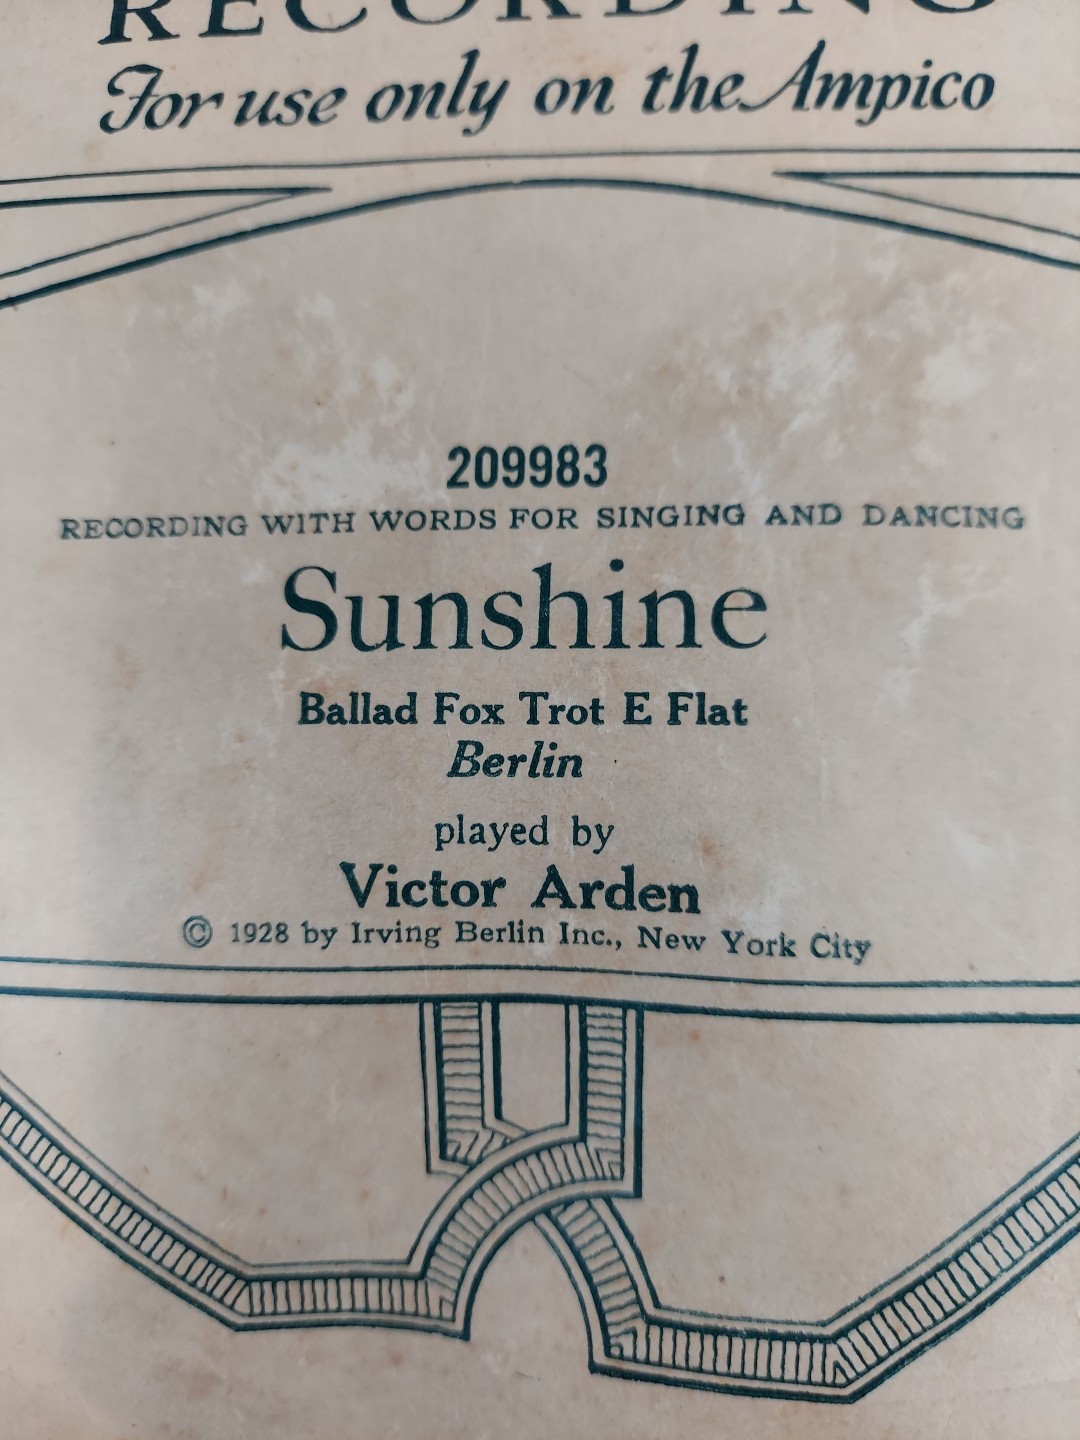 RECORDING
For use only on the Ampico
209983
RECORDING WITH WORDS FOR SINGING AND DANCING
Sunshine
Ballad Fox Trot E Flat
Berlin
played by
Victor Arden
© 1928 by Irving Berlin Inc., New York City